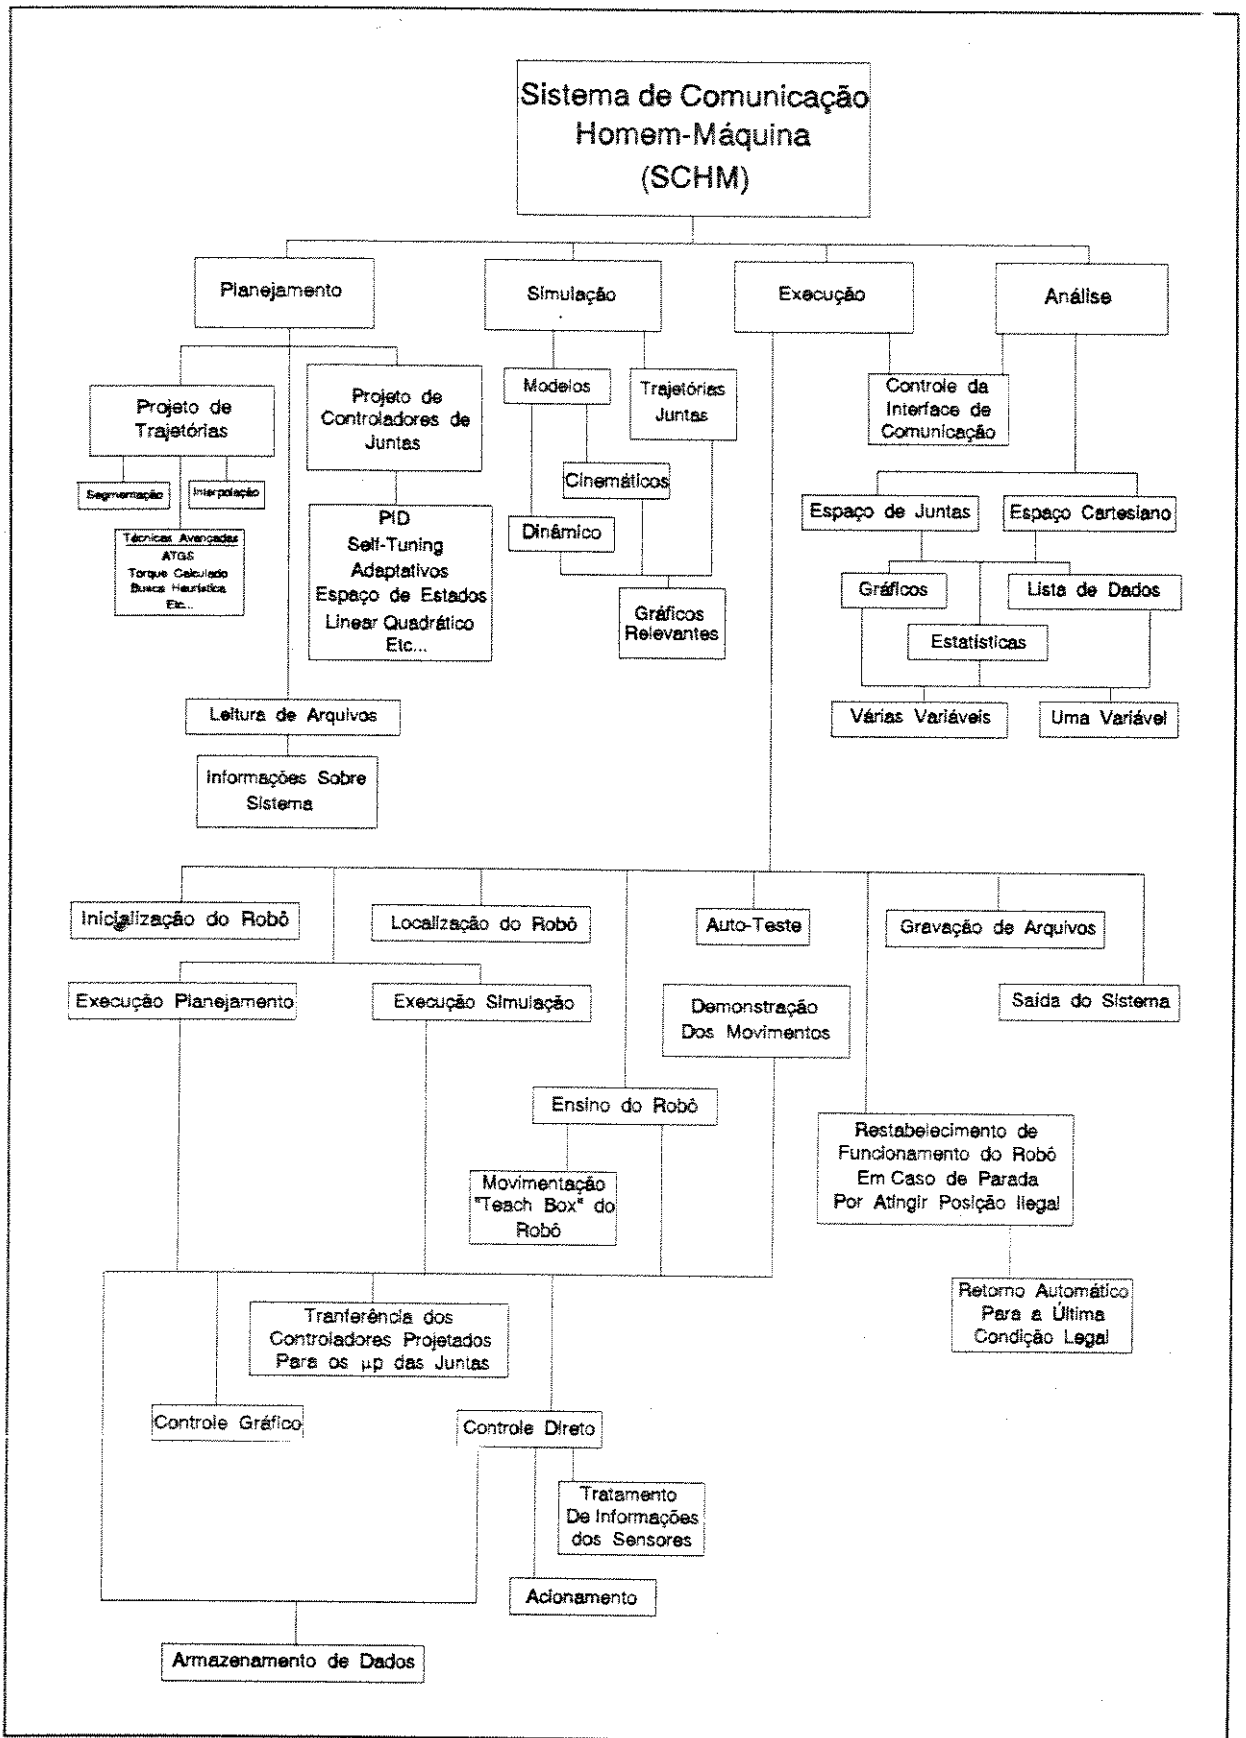 Sistema de Comunicação
Homem-Máquina
(SCHM)
Planejamento
Simulação
Execução
Análise
Projeto de
Trajetórias
Projeto de
Controladores de
Juntas
Modelos
Trajetórias
Juntas
Controle da
Interface de
Comunicação
Segmentação
Interpolação
Cinemáticos
Espaço de Juntas
Espaço Cartesiano
Técnicas Avançadas
ATGS
Torque Calculado
Busca Heurística
Etc...
PID
Self-Tuning
Adaptativos
Espaço de Estados
Linear Quadrático
Etc...
Dinâmico
Gráficos
Relevantes
Gráficos
Lista de Dados
Estatísticas
Várias Variáveis
Uma Variável
Leitura de Arquivos
Informações Sobre
Sistema
Inicialização do Robô
Localização do Robô
Auto-Teste
Gravação de Arquivos
Execução Planejamento
Execução Simulação
Demonstração
Dos Movimentos
Saída do Sistema
Ensino do Robô
Restabelecimento de
Funcionamento do Robô
Em Caso de Parada
Por Atingir Posição Ilegal
Movimentação
"Teach Box" do
Robô
Retorno Automático
Para a Última
Condição Legal
Tranferência dos
Controladores Projetados
Para os µp das Juntas
Controle Gráfico
Controle Direto
Tratamento
De Informações
dos Sensores
Acionamento
Armazenamento de Dados